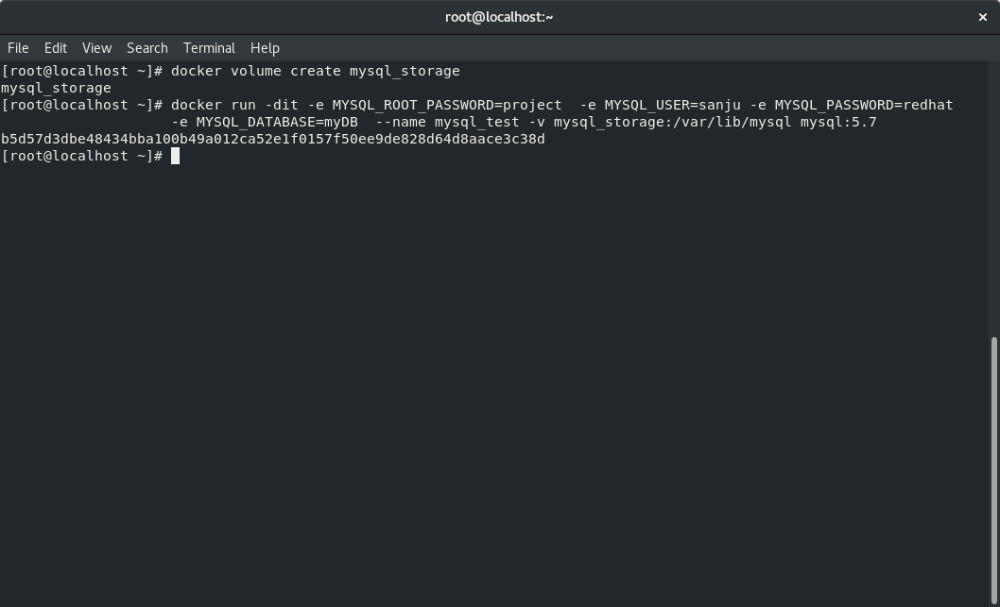 root@localhost:~
File Edit View Search Terminal Help
[root@localhost ~]# docker volume create mysql_storage
mysql_storage
[root@localhost ~]# docker run -dit -e MYSQL_ROOT_PASSWORD=project  -e MYSQL_USER=sanju -e MYSQL_PASSWORD=redhat
-e MYSQL_DATABASE=myDB  --name mysql_test -v mysql_storage:/var/lib/mysql mysql:5.7
b5d57d3dbe48434bba100b49a012ca52e1f0157f50ee9de828d64d8aace3c38d
[root@localhost ~]#